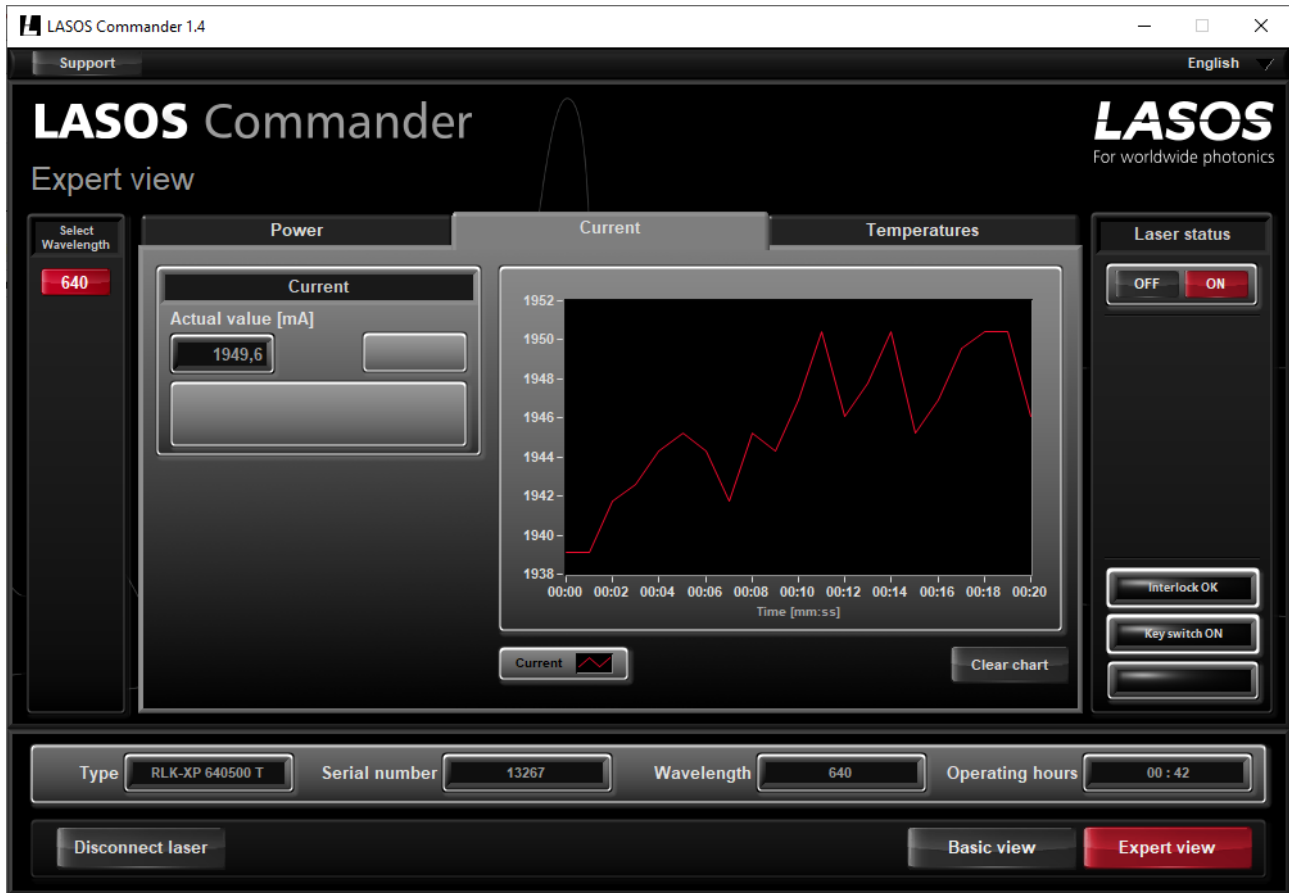 LASOS Commander 1.4
Support
English
LASOS Commander
Expert view
LASOS
For worldwide photonics
Select
Wavelength
640
Power
Current
Temperatures
Current
Actual value [mA]
1949,6
1952
1950
1948
1946
1944
1942
1940
1938
00:00 00:02 00:04 00:06 00:08 00:10 00:12 00:14 00:16 00:18 00:20
Time [mm:ss]
Current
Clear chart
Laser status
OFF ON
Interlock OK
Key switch ON
Type RLK-XP 640500 T Serial number 13267 Wavelength 640 Operating hours 00 : 42
Disconnect laser
Basic view
Expert view